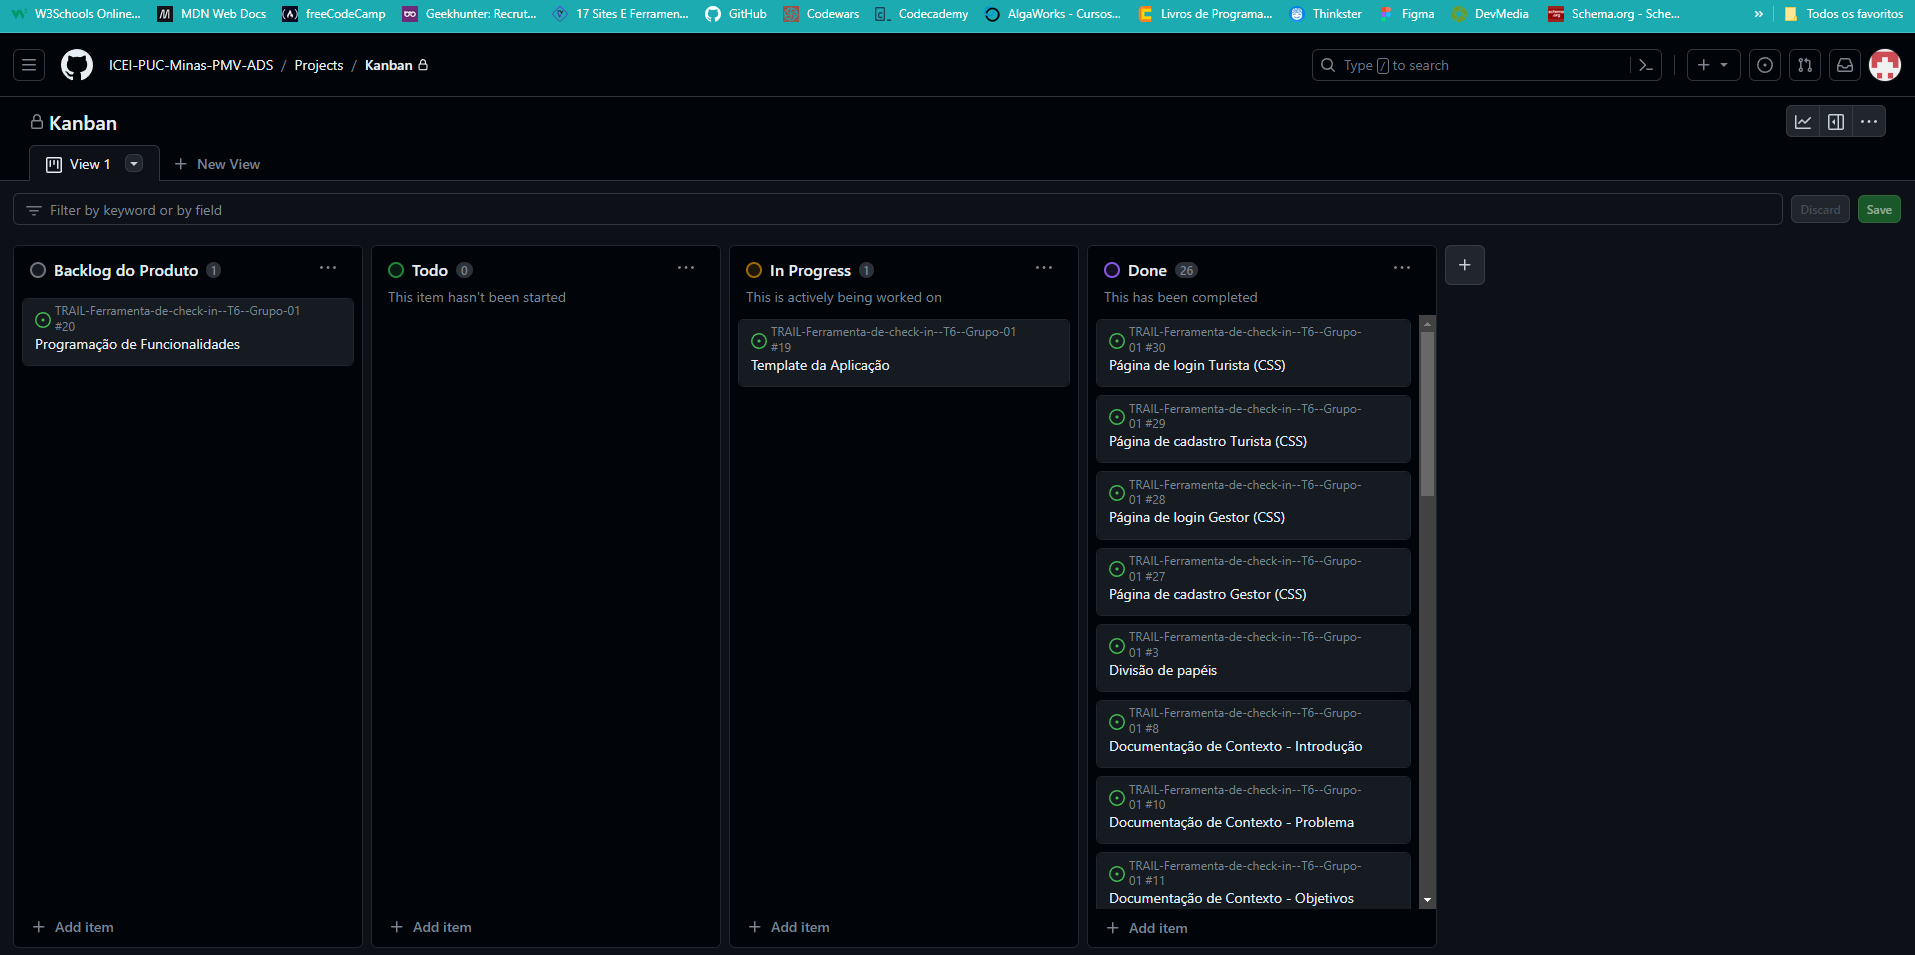 W3Schools Online...
MDN Web Docs
freeCodeCamp
Geekhunter: Recrut...
17 Sites E Ferramen...
GitHub
Codewars
Codecademy
AlgaWorks - Cursos...
Livros de Programa...
Thinkster
Figma
DevMedia
Schema.org - Sche...
»
Todos os favoritos
ICEI-PUC-Minas-PMV-ADS / Projects / Kanban
Type / to search
Kanban
View 1
New View
Filter by keyword or by field
Discard
Save
Backlog do Produto 1
TRAIL-Ferramenta-de-check-in--T6--Grupo-01
#20
Programação de Funcionalidades
Add item
Todo 0
This item hasn't been started
Add item
In Progress 1
This is actively being worked on
TRAIL-Ferramenta-de-check-in--T6--Grupo-01
#19
Template da Aplicação
Add item
Done 26
This has been completed
TRAIL-Ferramenta-de-check-in--T6--Grupo-
01 #30
Página de login Turista (CSS)
TRAIL-Ferramenta-de-check-in--T6--Grupo-
01 #29
Página de cadastro Turista (CSS)
TRAIL-Ferramenta-de-check-in--T6--Grupo-
01 #28
Página de login Gestor (CSS)
TRAIL-Ferramenta-de-check-in--T6--Grupo-
01 #27
Página de cadastro Gestor (CSS)
TRAIL-Ferramenta-de-check-in--T6--Grupo-
01 #3
Divisão de papéis
TRAIL-Ferramenta-de-check-in--T6--Grupo-
01 #8
Documentação de Contexto - Introdução
TRAIL-Ferramenta-de-check-in--T6--Grupo-
01 #10
Documentação de Contexto - Problema
TRAIL-Ferramenta-de-check-in--T6--Grupo-
01 #11
Documentação de Contexto - Objetivos
Add item